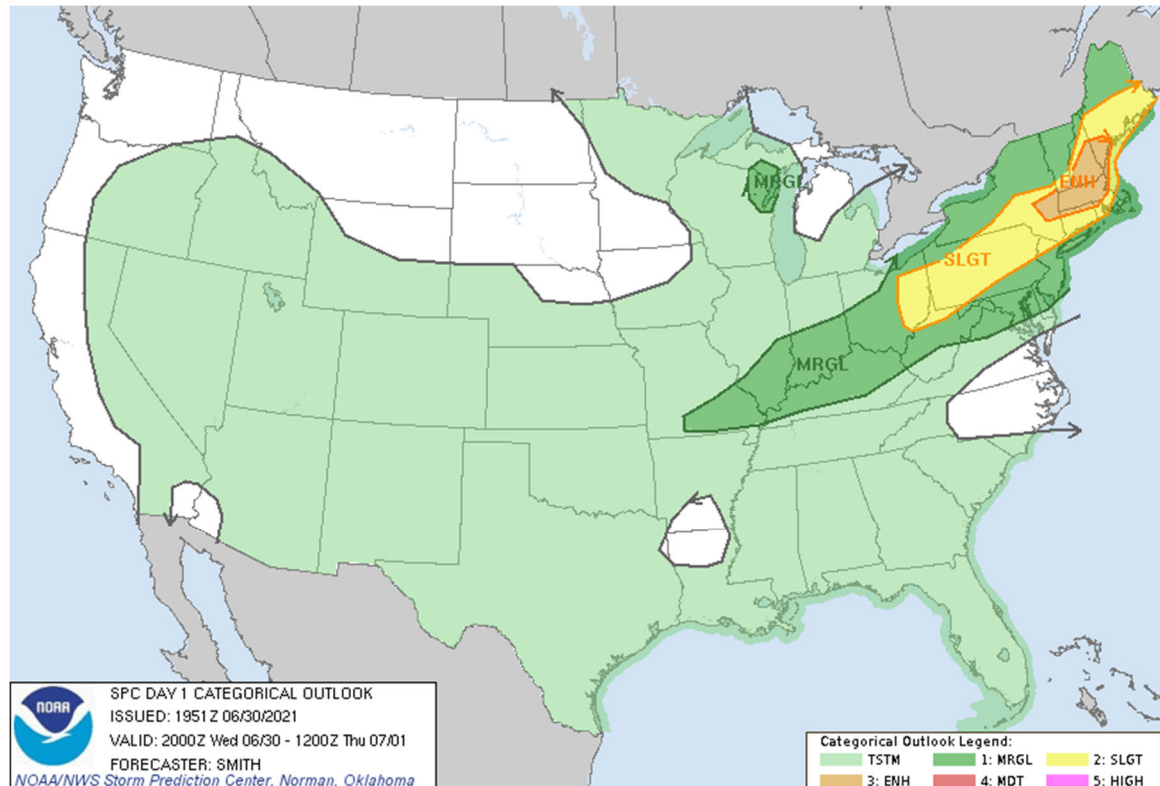 MRGL
ENH
SLGT
MRGL
NOAA
SPC DAY 1 CATEGORICAL OUTLOOK
ISSUED: 1951Z 06/30/2021
VALID: 2000Z Wed 06/30 - 1200Z Thu 07/01
FORECASTER: SMITH
NOAA/NWS Storm Prediction Center, Norman, Oklahoma
Categorical Outlook Legend:
TSTM 1: MRGL 2: SLGT
3: ENH 4: MDT 5: HIGH